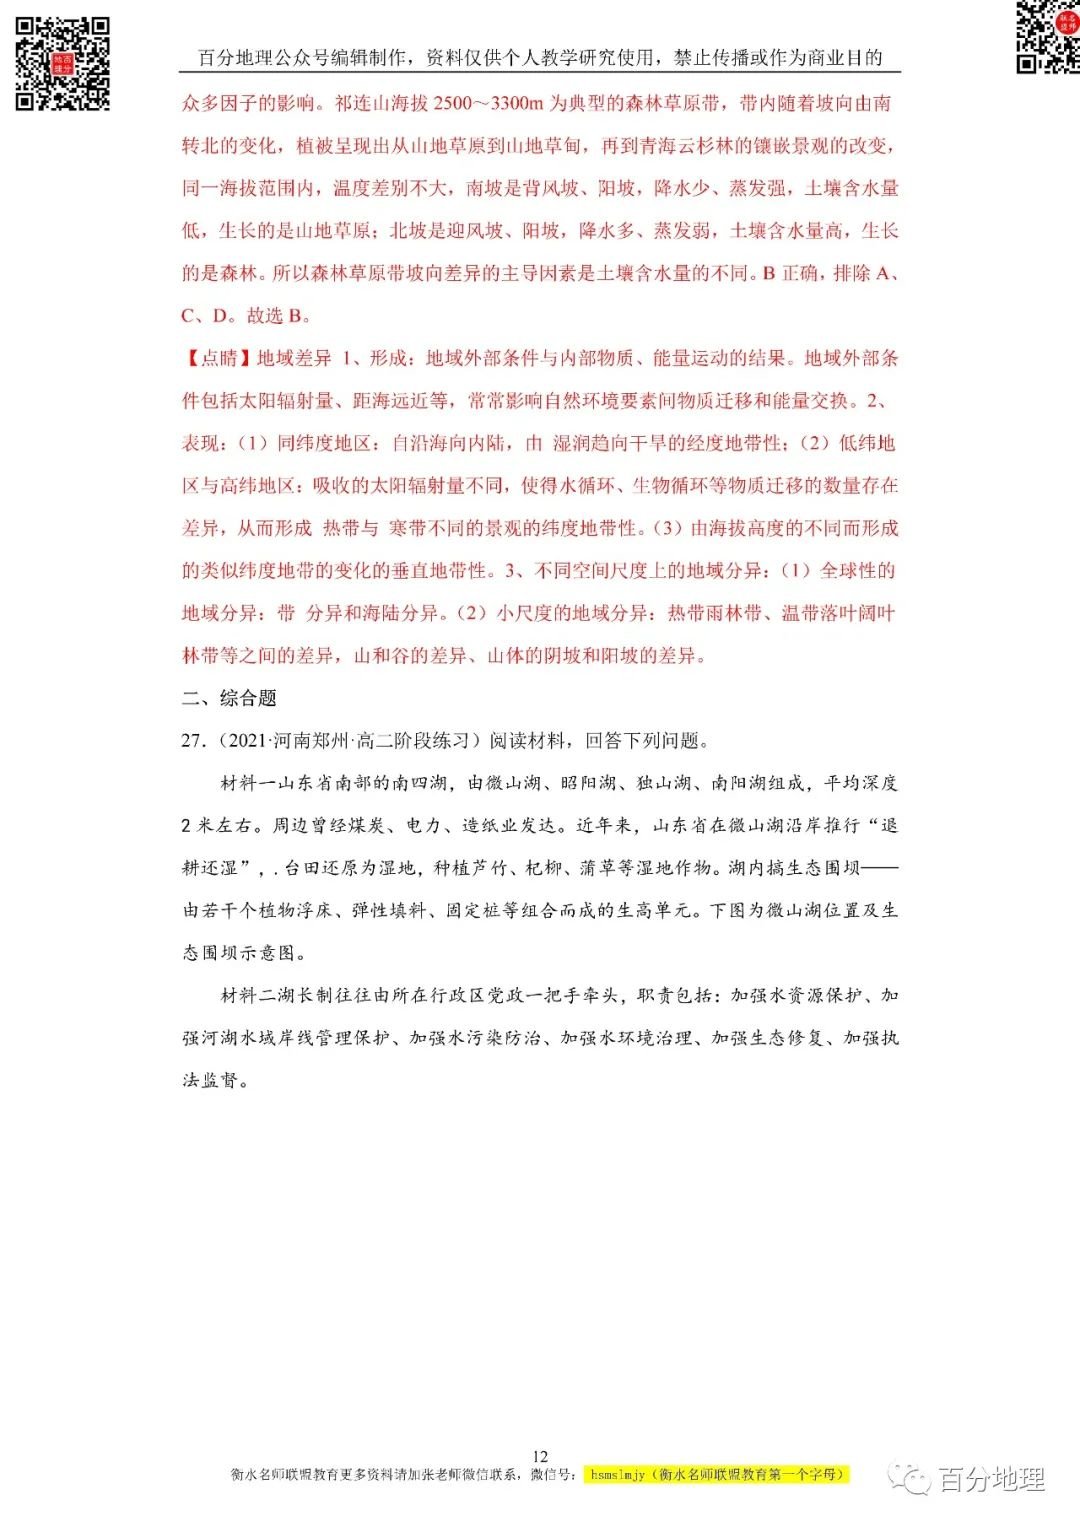 百分地理公众号编辑制作，资料仅供个人教学研究使用，禁止传播或作为商业目的
众多因子的影响。祁连山海拔 2500～3300m 为典型的森林草原带，带内随着坡向由南
转北的变化，植被呈现出从山地草原到山地草甸，再到青海云杉林的镶嵌景观的改变，
同一海拔范围内，温度差别不大，南坡是背风坡、阳坡，降水少、蒸发强，土壤含水量
低，生长的是山地草原；北坡是迎风坡、阳坡，降水多、蒸发弱，土壤含水量高，生长
的是森林。所以森林草原带坡向差异的主导因素是土壤含水量的不同。B 正确，排除 A、
C、D。故选 B。
【点睛】地域差异 1、形成：地域外部条件与内部物质、能量运动的结果。地域外部条
件包括太阳辐射量、距海远近等，常常影响自然环境要素间物质迁移和能量交换。2、
表现：（1）同纬度地区：自沿海向内陆，由 湿润趋向干旱的经度地带性；（2）低纬地
区与高纬地区：吸收的太阳辐射量不同，使得水循环、生物循环等物质迁移的数量存在
差异，从而形成 热带与 寒带不同的景观的纬度地带性。（3）由海拔高度的不同而形成
的类似纬度地带的变化的垂直地带性。3、不同空间尺度上的地域分异：（1）全球性的
地域分异：带 分异和海陆分异。（2）小尺度的地域分异：热带雨林带、温带落叶阔叶
林带等之间的差异，山和谷的差异、山体的阴坡和阳坡的差异。
二、综合题
27．（2021·河南郑州·高二阶段练习）阅读材料，回答下列问题。
材料一山东省南部的南四湖，由微山湖、昭阳湖、独山湖、南阳湖组成，平均深度
2 米左右。周边曾经煤炭、电力、造纸业发达。近年来，山东省在微山湖沿岸推行“退
耕还湿”，. 台田还原为湿地，种植芦竹、杞柳、蒲草等湿地作物。湖内搞生态围坝——
由若干个植物浮床、弹性填料、固定桩等组合而成的生高单元。下图为微山湖位置及生
态围坝示意图。
材料二湖长制往往由所在行政区党政一把手牵头，职责包括：加强水资源保护、加
强河湖水域岸线管理保护、加强水污染防治、加强水环境治理、加强生态修复、加强执
法监督。
12
衡水名师联盟教育更多资料请加张老师微信联系，微信号：hsmslmjy（衡水名师联盟教育第一个字母）
百分地理